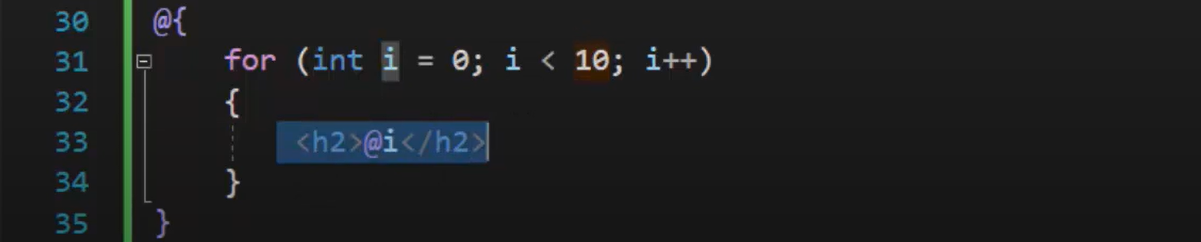 30 @{
31 for (int i = 0; i < 10; i++)
32 {
33 <h2>@i</h2>
34 }
35 }